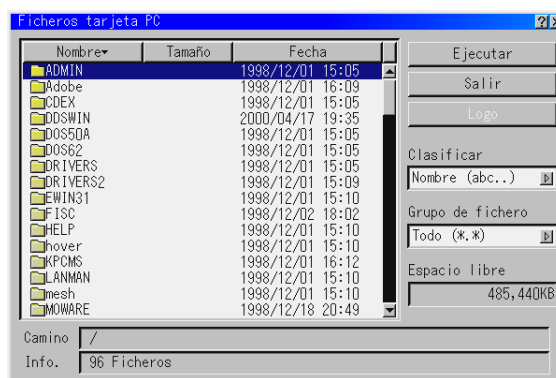 Ficheros tarjeta PC
Nombre Tamaño Fecha
ADMIN 1998/12/01 15:05
Adobe 1998/12/01 16:09
CDEX 1998/12/01 15:05
DDSWIN 2000/04/17 19:35
DOS50A 1998/12/01 15:05
DOS62 1998/12/01 15:05
DRIVERS 1998/12/01 15:05
DRIVERS2 1998/12/01 15:09
EWIN31 1998/12/01 15:10
FISC 1998/12/02 18:02
HELP 1998/12/01 15:10
hover 1998/12/01 15:10
KPCMS 1998/12/01 16:12
LANMAN 1998/12/01 15:10
mesh 1998/12/01 15:10
MOWARE 1998/12/18 20:49
Ejecutar
Salir
Logo
Clasificar
Nombre (abc..)
Grupo de fichero
Todo (*.*)
Espacio libre
485,440KB
Camino /
Info. 96 Ficheros